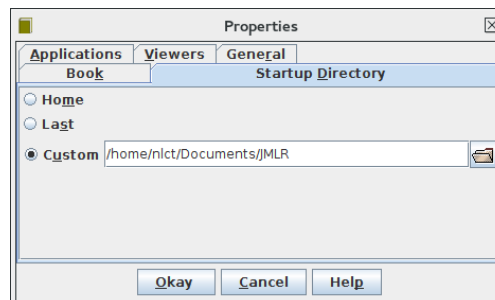 Properties
Applications Viewers General
Book Startup Directory
Home
Last
Custom /home/nlct/Documents/JMLR
Okay Cancel Help